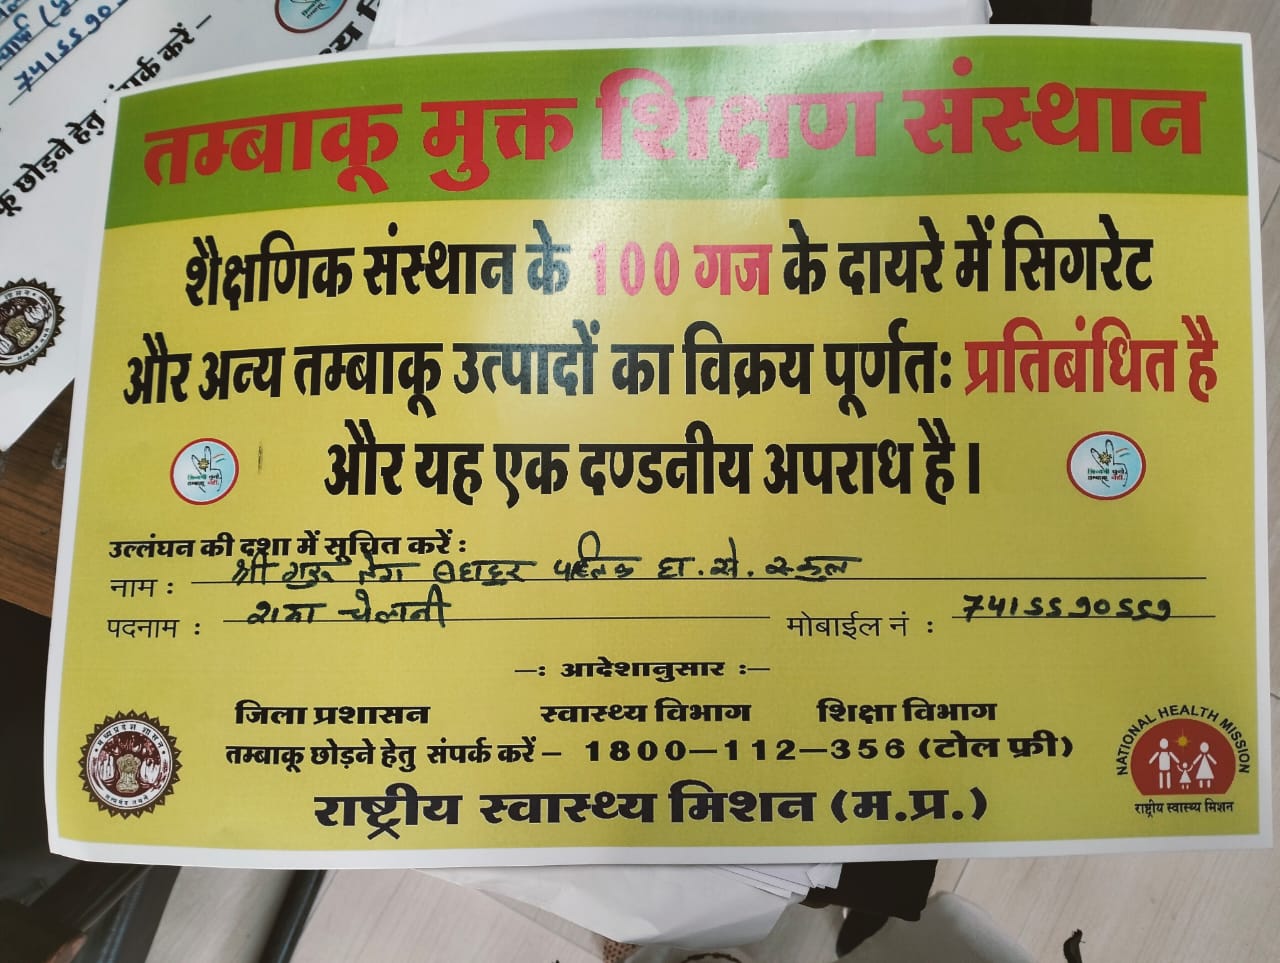 तम्बाकू मुक्त शिक्षण संस्थान
शैक्षणिक संस्थान के 100 गज के दायरे में सिगरेट
और अन्य तम्बाकू उत्पादों का विक्रय पूर्णतः प्रतिबंधित है
और यह एक दण्डनीय अपराध है।
उल्लंघन की दशा में सूचित करें :
नाम : श्री गुरु तेग बहादुर पब्लिक हा. से. स्कूल
पदनाम : चेलानी मोबाईल नं :
—: आदेशानुसार :—
जिला प्रशासन स्वास्थ्य विभाग शिक्षा विभाग
तम्बाकू छोड़ने हेतु संपर्क करें – 1800–112–356 (टोल फ्री)
राष्ट्रीय स्वास्थ्य मिशन (म.प्र.)
NATIONAL HEALTH MISSION
राष्ट्रीय स्वास्थ्य मिशन
छोड़ने हेतु
र्क करें –